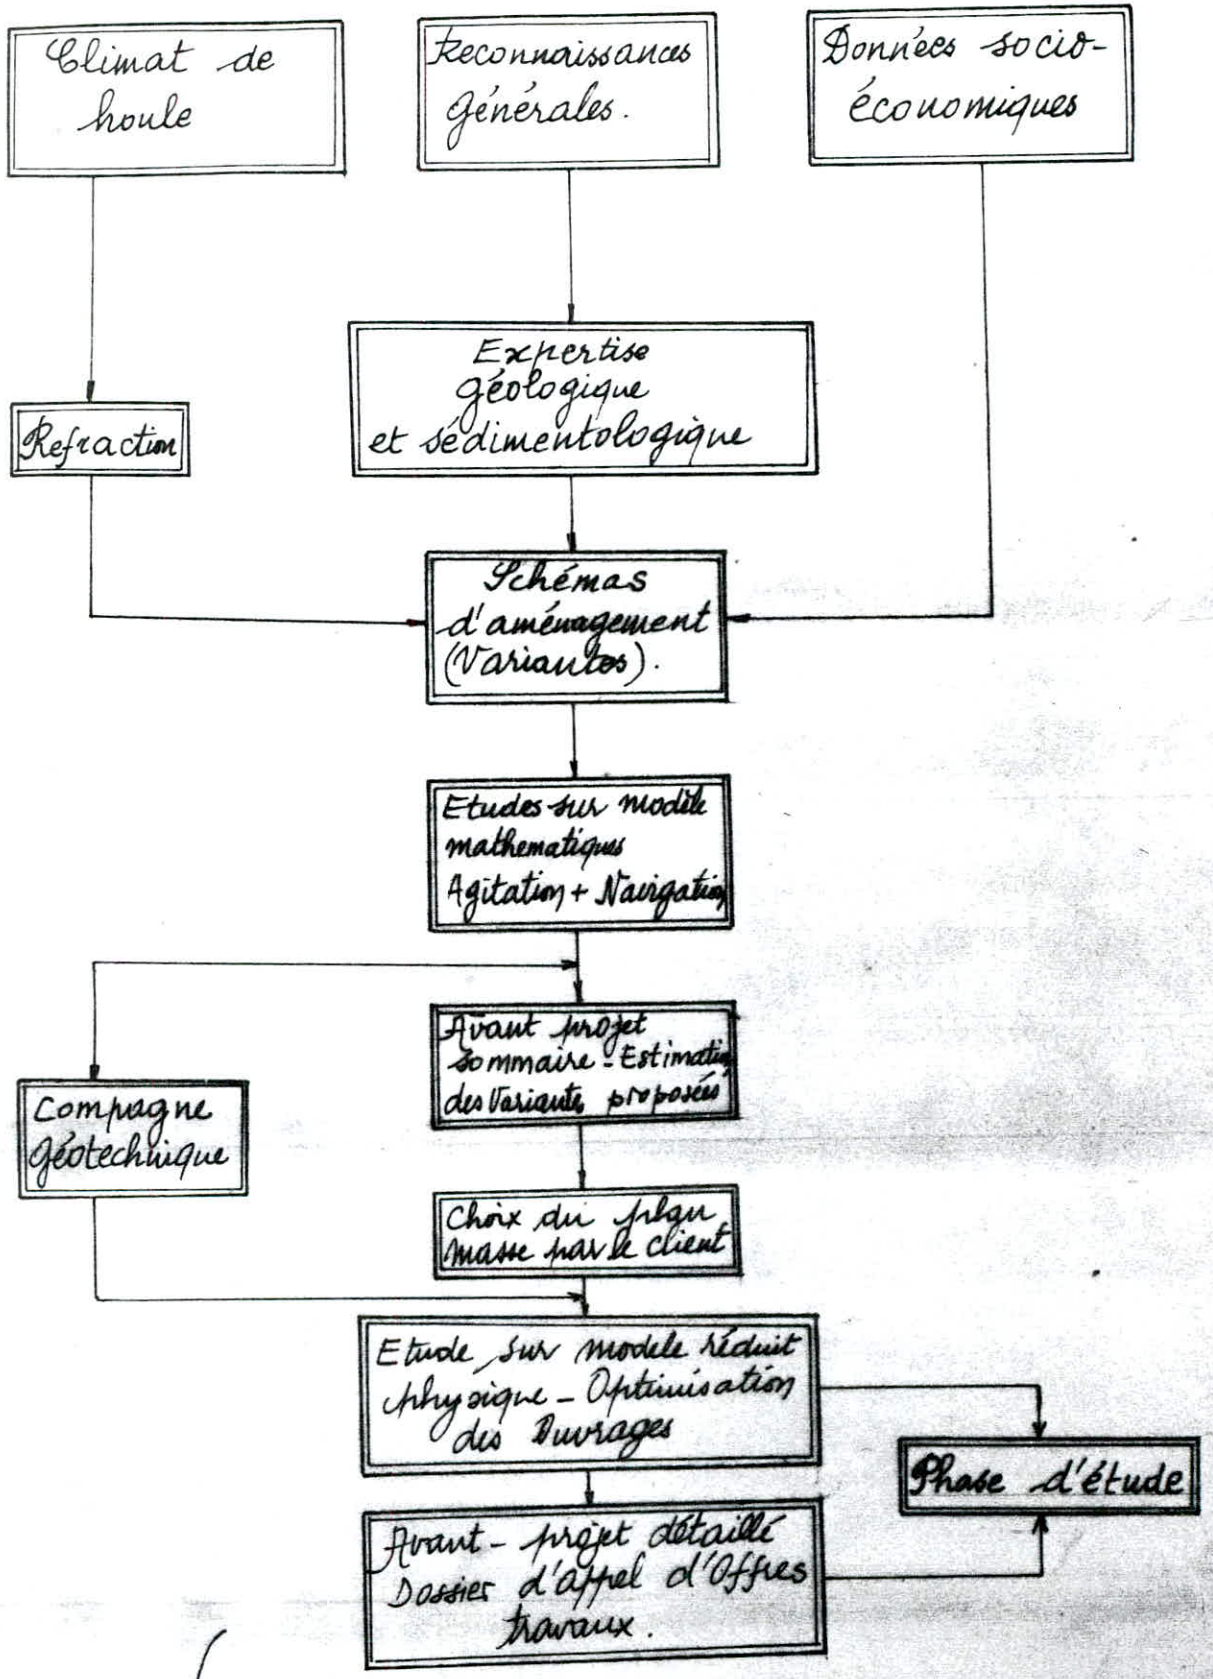 Climat de
houle
Reconnaissances
générales.
Données socio-
économiques
Expertise
géologique
et sédimentologique
Refraction
Schémas
d'aménagement
(Variantes).
Etudes sur modèle
mathematiques
Agitation + Navigation
Avant projet
sommaire - Estimation
des Variantes proposées
Compagne
géotechnique
Choix du plan
masse par le client
Etude sur modele réduit
physique - Optimisation
des Ouvrages
Phase d'étude
Avant - projet détaillé
Dossier d'appel d'Offres
travaux.